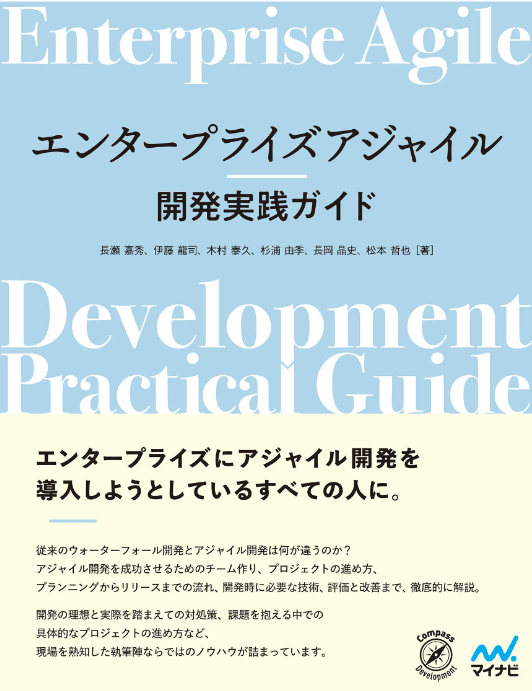 Enterprise Agile
エンタープライズアジャイル
開発実践ガイド
長瀬 嘉秀、伊藤 龍司、木村 泰久、杉浦 由季、長岡 晶史、松本 哲也［著］
Development
Practical Guide
エンタープライズにアジャイル開発を
導入しようとしているすべての人に。
従来のウォーターフォール開発とアジャイル開発は何が違うのか？
アジャイル開発を成功させるためのチーム作り、プロジェクトの進め方、
プランニングからリリースまでの流れ、開発時に必要な技術、評価と改善まで、徹底的に解説。
開発の理想と実際を踏まえての対処策、課題を抱える中での
具体的なプロジェクトの進め方など、
現場を熟知した執筆陣ならではのノウハウが詰まっています。
Compass
Development
マイナビ